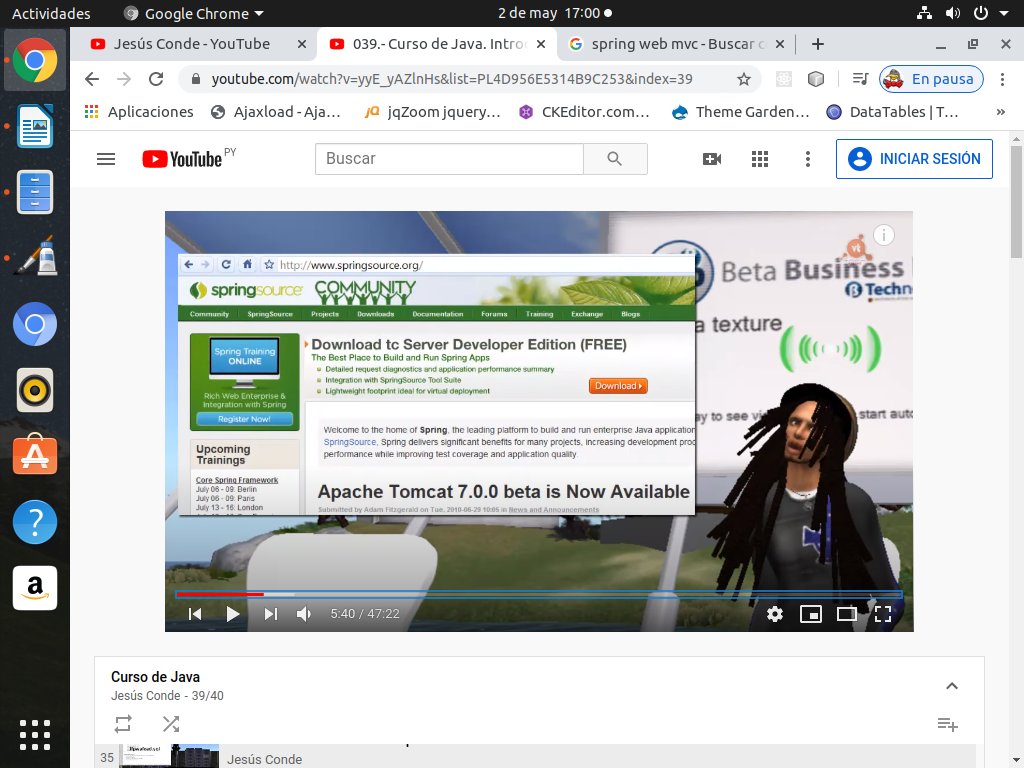 Actividades
Google Chrome
2 de may 17:00
Jesús Conde - YouTube
039.- Curso de Java. Intro
spring web mvc - Buscar c
youtube.com/watch?v=yyE_yAZlnHs&list=PL4D956E5314B9C253&index=39
En pausa
Aplicaciones
Ajaxload - Aja…
jqZoom jquery…
CKEditor.com…
Theme Garden…
DataTables | T…
»
YouTube PY
Buscar
INICIAR SESIÓN
http://www.springsource.org/
springsource COMMUNITY
Community SpringSource Projects Downloads Documentation Forums Training Exchange Blogs
Spring Training
ONLINE
Rich Web Enterprise &
Integration with Spring
Register Now!
Download tc Server Developer Edition (FREE)
The Best Place to Build and Run Spring Apps
Detailed request diagnostics and application performance summary
Integration with SpringSource Tool Suite
Lightweight footprint ideal for virtual deployment
Download
Upcoming
Trainings
Core Spring Framework
July 06 - 09: Berlin
July 06 - 09: Paris
July 13 - 16: London
Welcome to the home of Spring, the leading platform to build and run enterprise Java application
SpringSource, Spring delivers significant benefits for many projects, increasing development proc
performance while improving test coverage and application quality.
Apache Tomcat 7.0.0 beta is Now Available
Submitted by Adam Fitzgerald on Tue, 2010-06-29 10:05 in News and Announcements
vt
Beta Business
B Techn
a texture
ay to see vi
start auto
5:40 / 47:22
Curso de Java
Jesús Conde - 39/40
35
Jesús Conde